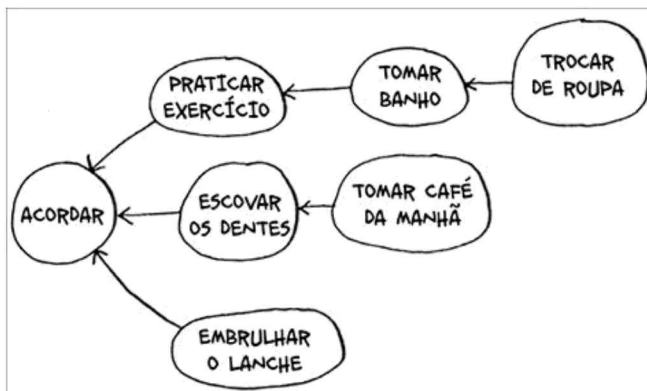 PRATICAR
EXERCÍCIO
TOMAR
BANHO
TROCAR
DE ROUPA
ACORDAR
ESCOVAR
OS DENTES
TOMAR CAFÉ
DA MANHÃ
EMBRULHAR
O LANCHE